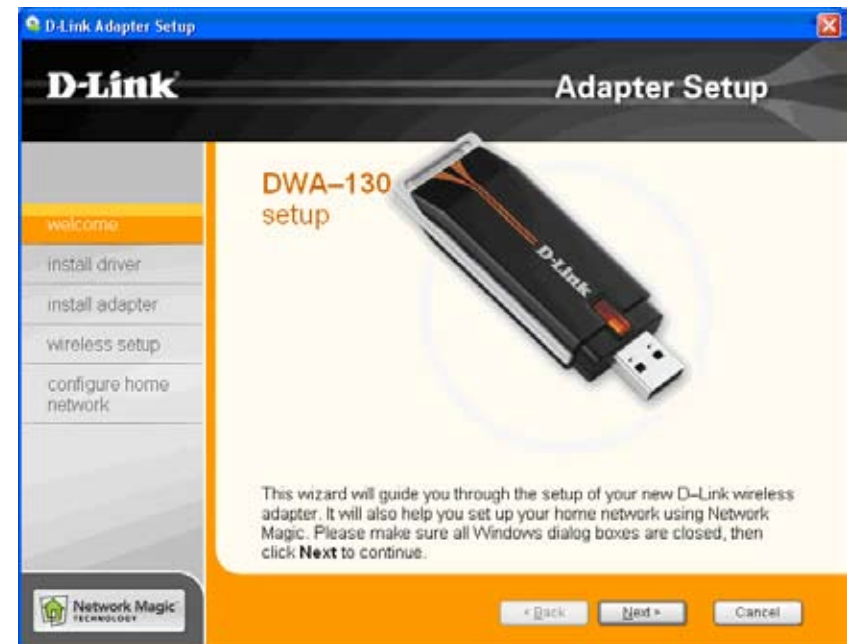 D-Link Adapter Setup
D-Link
Adapter Setup
welcome
install driver
install adapter
wireless setup
configure home
network
DWA–130
setup
D-Link
This wizard will guide you through the setup of your new D–Link wireless
adapter. It will also help you set up your home network using Network
Magic. Please make sure all Windows dialog boxes are closed, then
click Next to continue.
Network Magic
TECHNOLOGY
< Back
Next >
Cancel